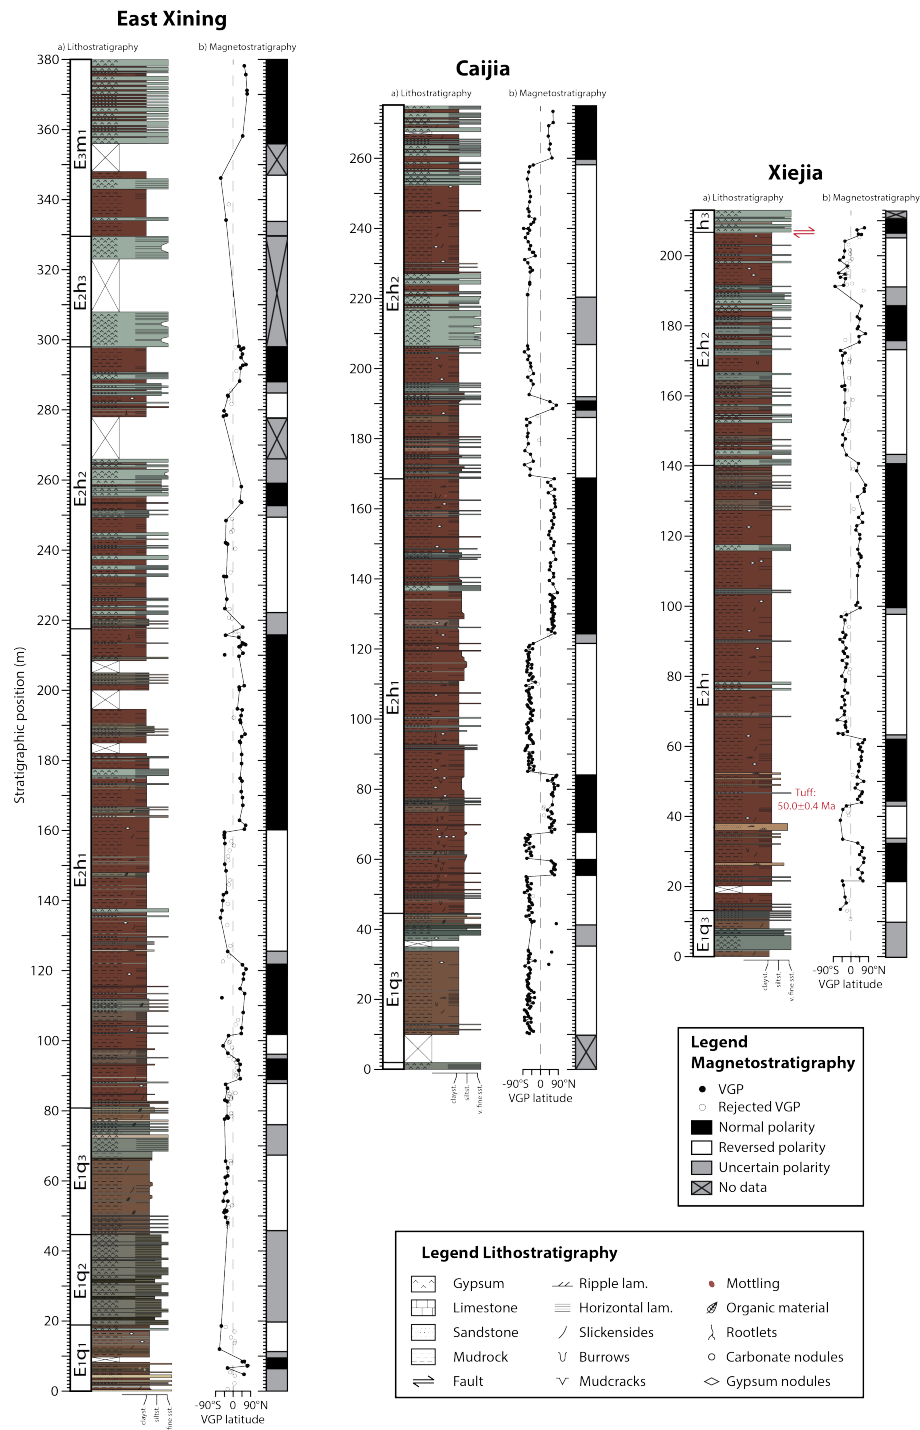 East Xining
a) Lithostratigraphy
b) Magnetostratigraphy
380
360
340
320
300
280
260
240
220
200
180
160
140
120
100
80
60
40
20
0
Stratigraphic position (m)
E3m1
E2h3
E2h2
E2h1
E1q3
E1q2
E1q1
clayst.
siltst.
fine sst.
-90°S 0 90°N
VGP latitude
Caijia
a) Lithostratigraphy
b) Magnetostratigraphy
260
240
220
200
180
160
140
120
100
80
60
40
20
0
E2h2
E2h1
E1q3
clayst.
siltst.
v. fine sst.
-90°S 0 90°N
VGP latitude
Xiejia
a) Lithostratigraphy
b) Magnetostratigraphy
200
180
160
140
120
100
80
60
40
20
0
h3
E2h2
E2h1
E1q3
Tuff:
50.0±0.4 Ma
clayst.
siltst.
v. fine sst.
-90°S 0 90°N
VGP latitude
Legend
Magnetostratigraphy
VGP
Rejected VGP
Normal polarity
Reversed polarity
Uncertain polarity
No data
Legend Lithostratigraphy
Gypsum
Limestone
Sandstone
Mudrock
Fault
Ripple lam.
Horizontal lam.
Slickensides
Burrows
Mudcracks
Mottling
Organic material
Rootlets
Carbonate nodules
Gypsum nodules